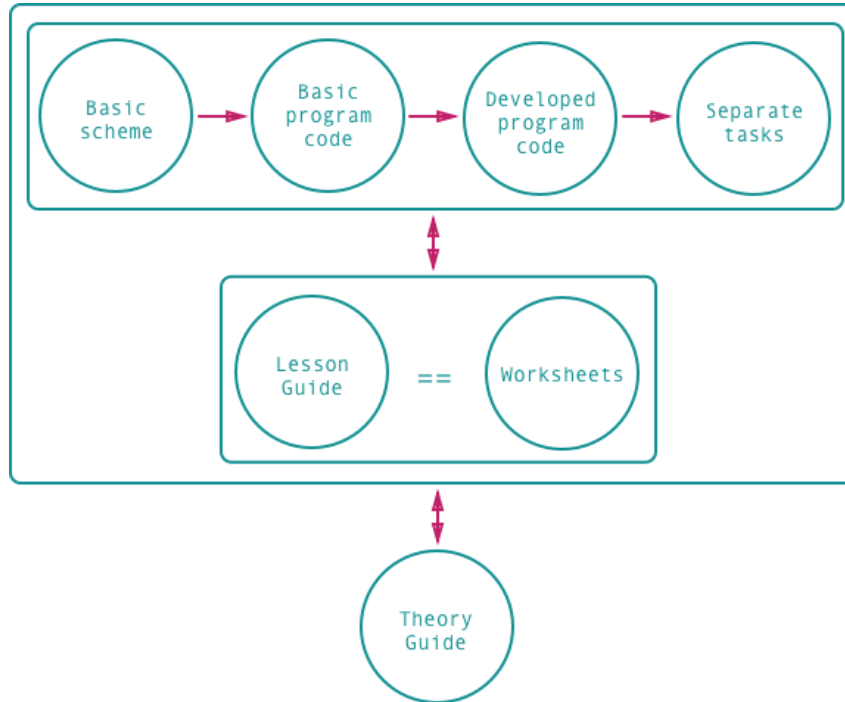 Basic
scheme
Basic
program
code
Developed
program
code
Separate
tasks
Lesson
Guide
==
Worksheets
Theory
Guide